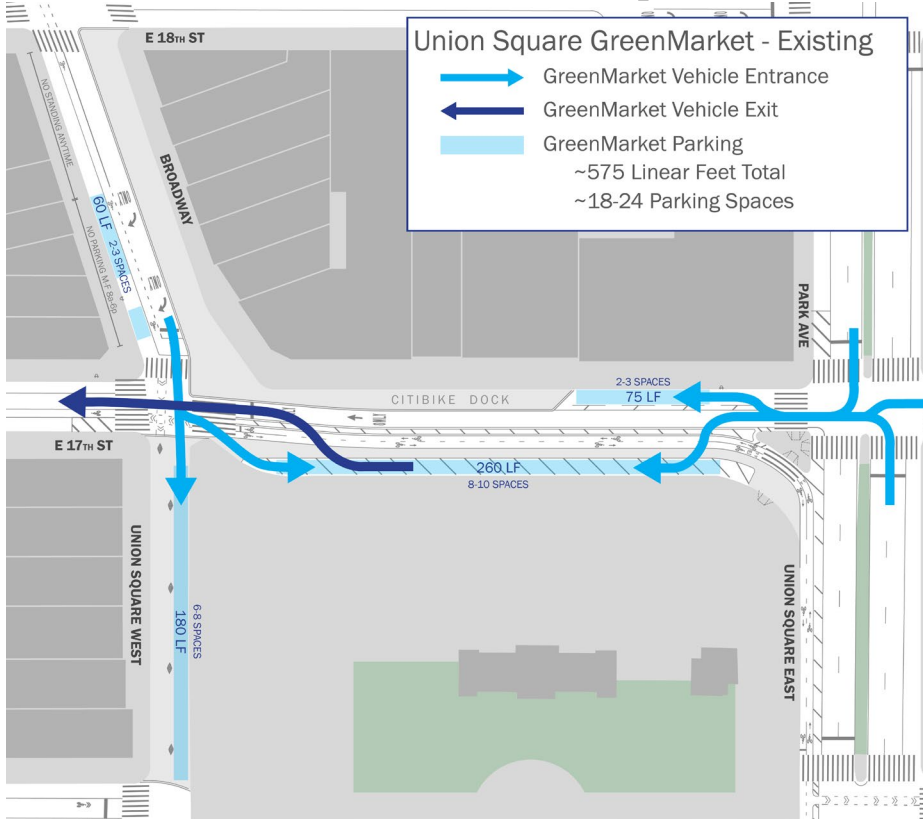 E 18TH ST
Union Square GreenMarket - Existing
GreenMarket Vehicle Entrance
GreenMarket Vehicle Exit
GreenMarket Parking
~575 Linear Feet Total
~18-24 Parking Spaces
NO STANDING ANYTIME
BROADWAY
60 LF
2-3 SPACES
NO PARKING M-F 8a-6p
PARK AVE
2-3 SPACES
75 LF
CITIBIKE DOCK
E 17TH ST
260 LF
8-10 SPACES
UNION SQUARE WEST
180 LF
6-8 SPACES
UNION SQUARE EAST